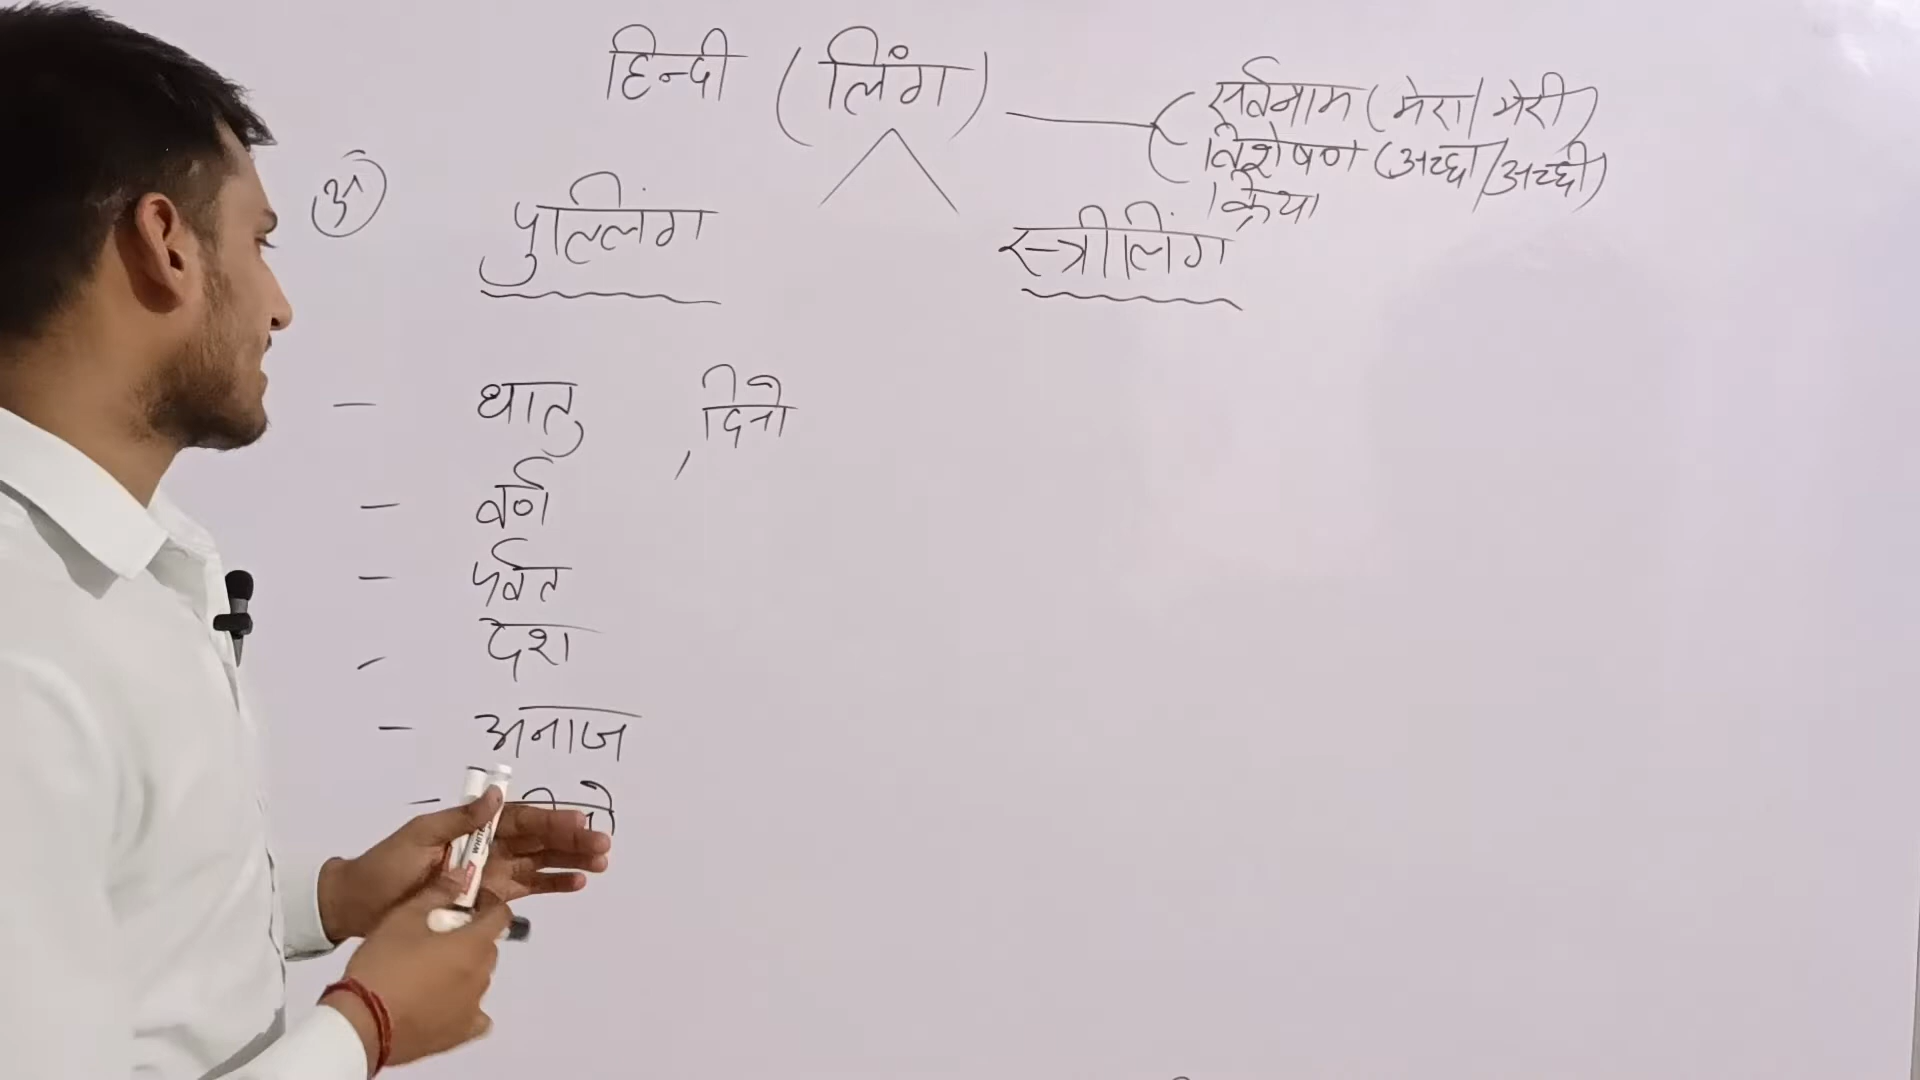 हिन्दी (लिंग)
सर्वनाम (मेरा/मेरी)
विशेषण (अच्छा/अच्छी)
क्रिया
अ
पुल्लिंग
स्त्रीलिंग
- धातु , दिनो
- वर्ण
- पर्वत
- देश
- अनाज
-